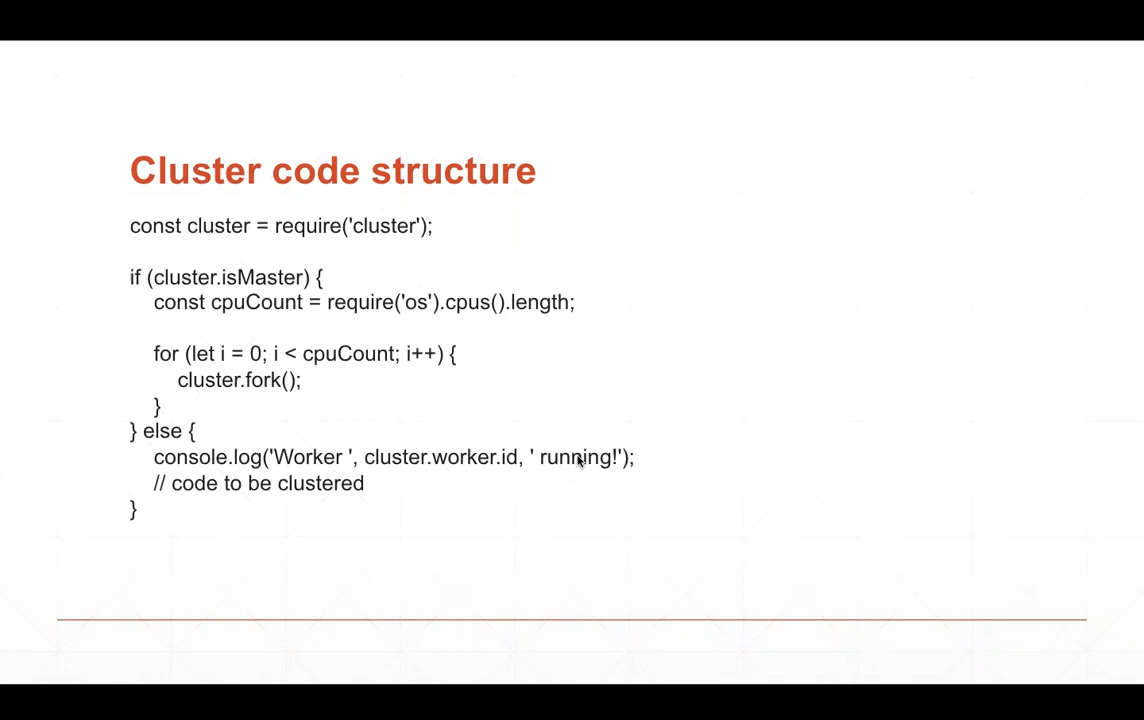 Cluster code structure
const cluster = require('cluster');
if (cluster.isMaster) {
const cpuCount = require('os').cpus().length;
for (let i = 0; i < cpuCount; i++) {
cluster.fork();
}
} else {
console.log('Worker ', cluster.worker.id, ' running!');
// code to be clustered
}